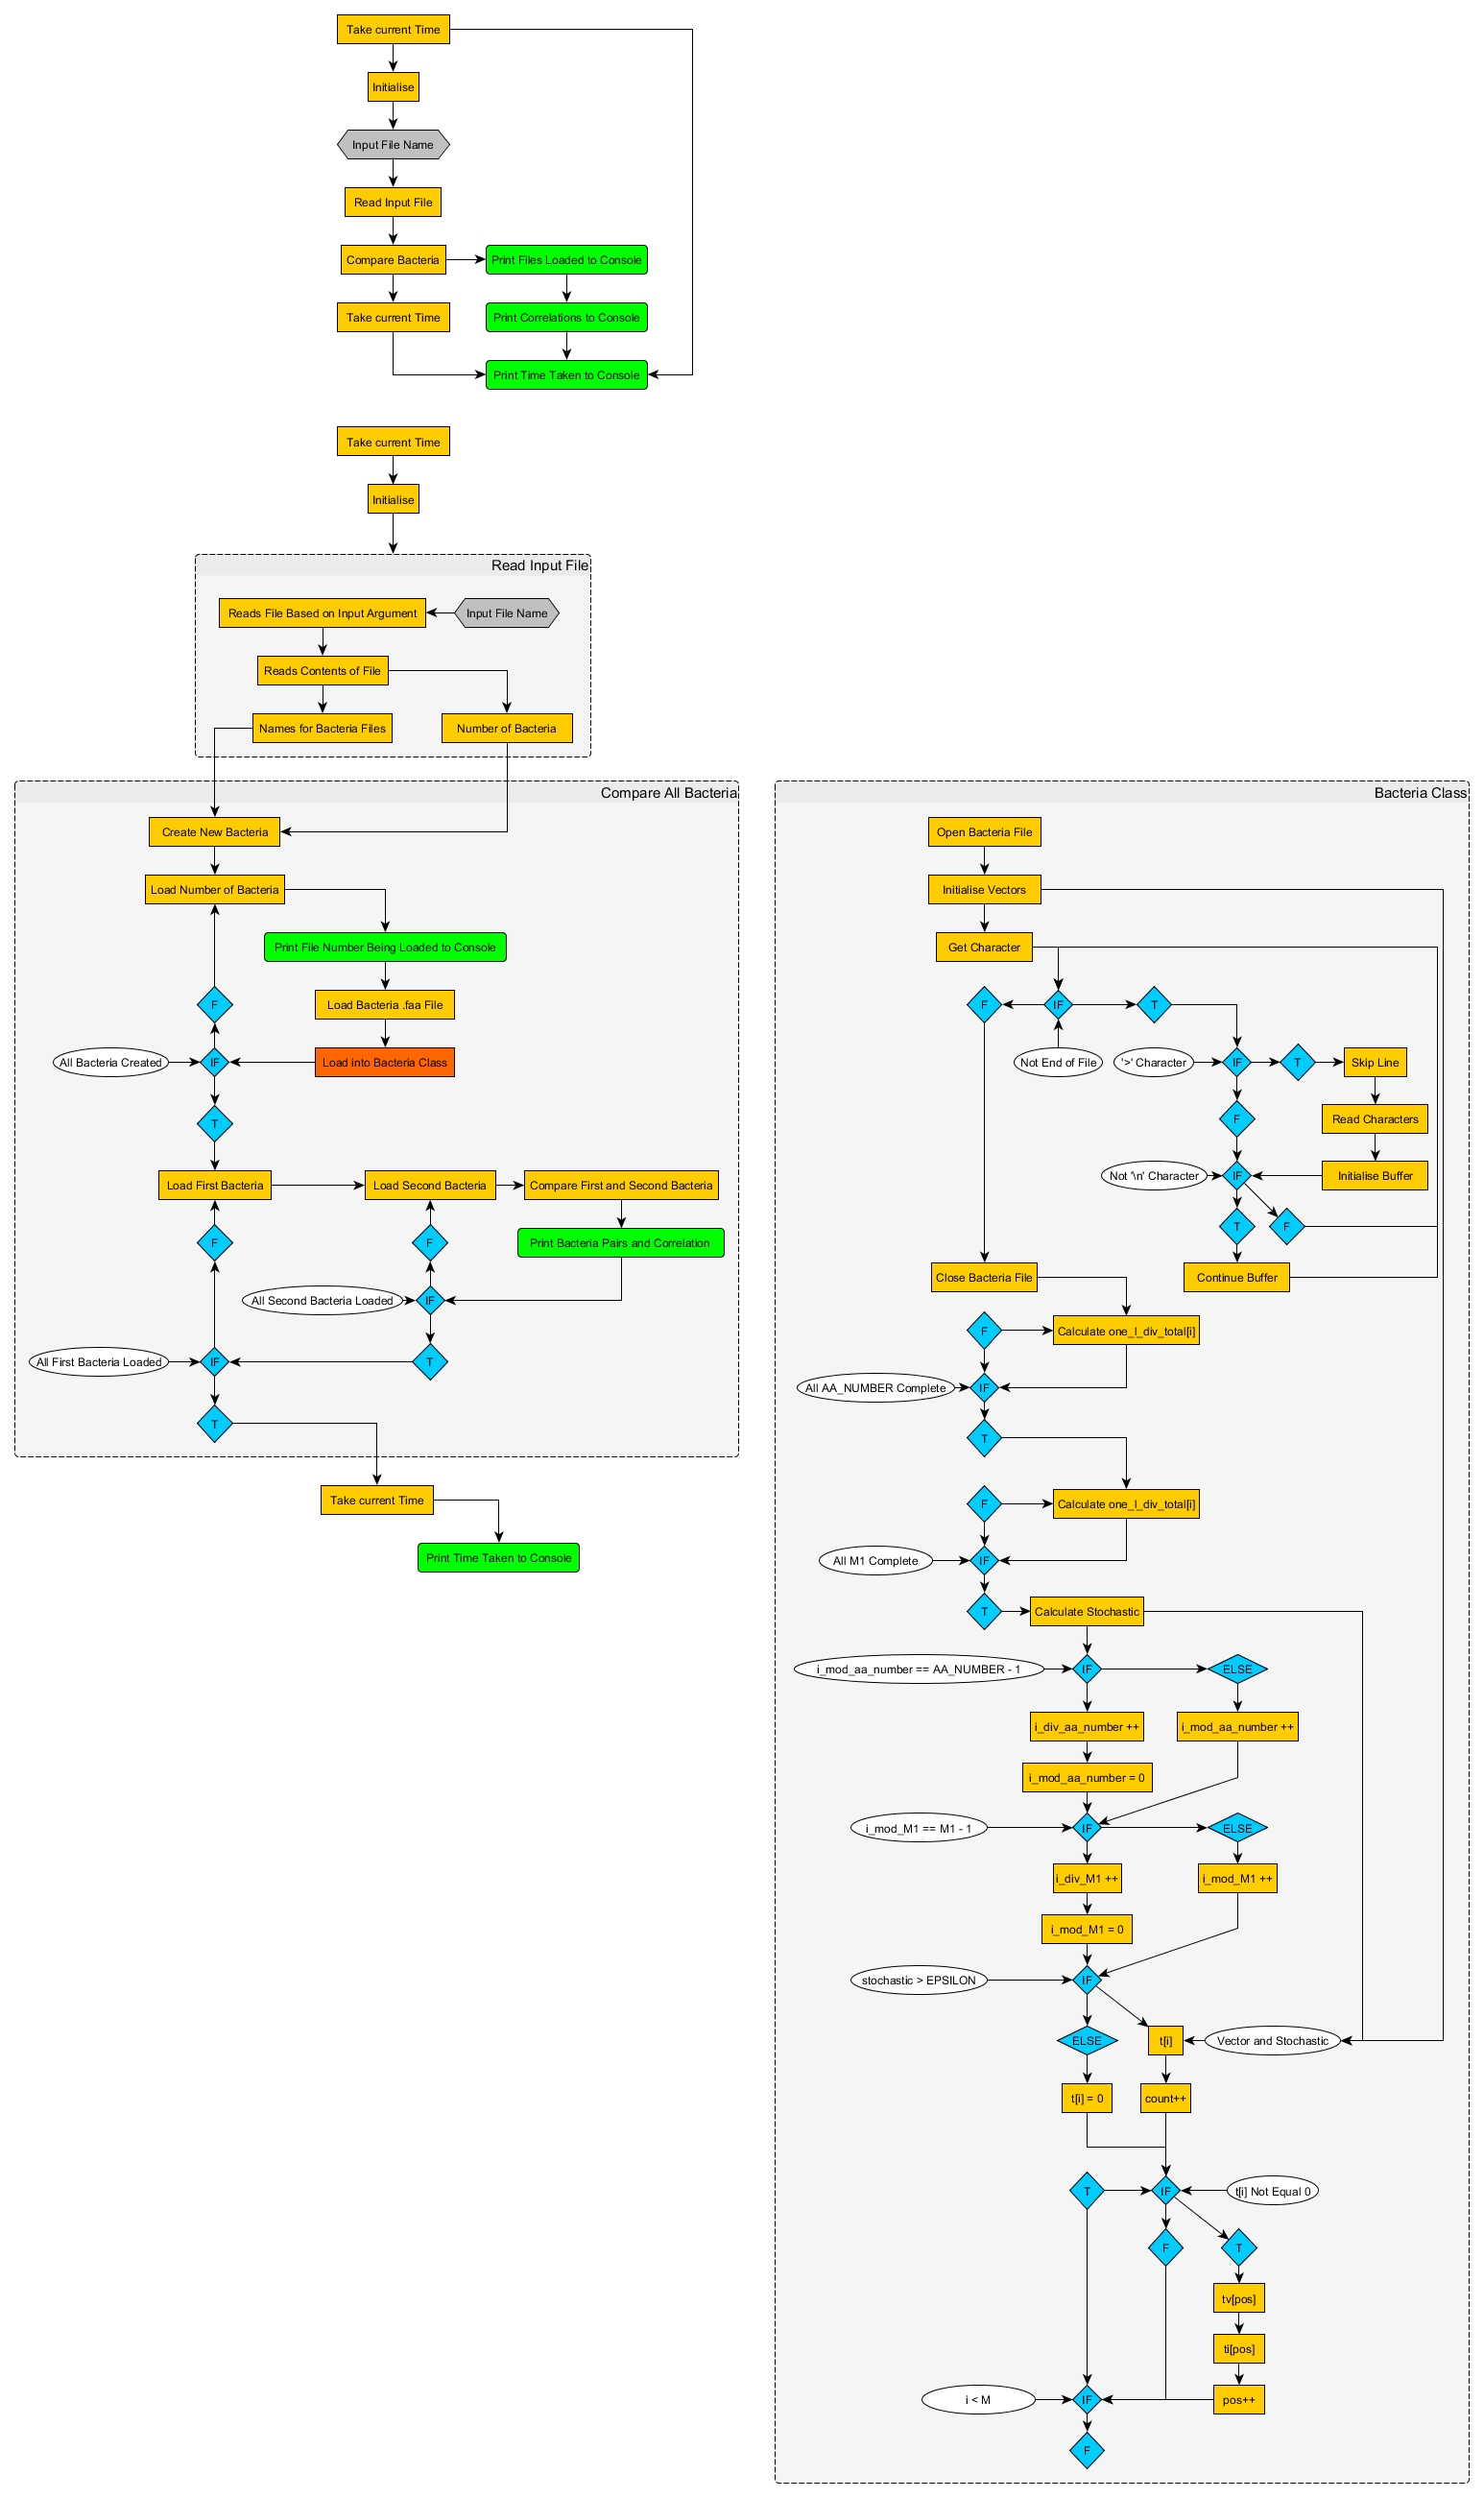 Take current Time
Initialise
Input File Name
Read Input File
Compare Bacteria
Print Files Loaded to Console
Take current Time
Print Correlations to Console
Print Time Taken to Console
Take current Time
Initialise
Read Input File
Reads File Based on Input Argument
Input File Name
Reads Contents of File
Names for Bacteria Files
Number of Bacteria
Compare All Bacteria
Create New Bacteria
Load Number of Bacteria
Print File Number Being Loaded to Console
F
Load Bacteria .faa File
All Bacteria Created
IF
Load into Bacteria Class
T
Load First Bacteria
Load Second Bacteria
Compare First and Second Bacteria
F
F
Print Bacteria Pairs and Correlation
All Second Bacteria Loaded
IF
All First Bacteria Loaded
IF
T
T
Take current Time
Print Time Taken to Console
Bacteria Class
Open Bacteria File
Initialise Vectors
Get Character
F
IF
T
Not End of File
'>' Character
IF
T
Skip Line
F
Read Characters
Not '\n' Character
IF
Initialise Buffer
T
F
Close Bacteria File
Continue Buffer
F
Calculate one_l_div_total[i]
All AA_NUMBER Complete
IF
T
F
Calculate one_l_div_total[i]
All M1 Complete
IF
T
Calculate Stochastic
i_mod_aa_number == AA_NUMBER - 1
IF
ELSE
i_div_aa_number ++
i_mod_aa_number ++
i_mod_aa_number = 0
i_mod_M1 == M1 - 1
IF
ELSE
i_div_M1 ++
i_mod_M1 ++
i_mod_M1 = 0
stochastic > EPSILON
IF
ELSE
t[i]
Vector and Stochastic
t[i] = 0
count++
T
IF
t[i] Not Equal 0
F
T
tv[pos]
ti[pos]
i < M
IF
pos++
F